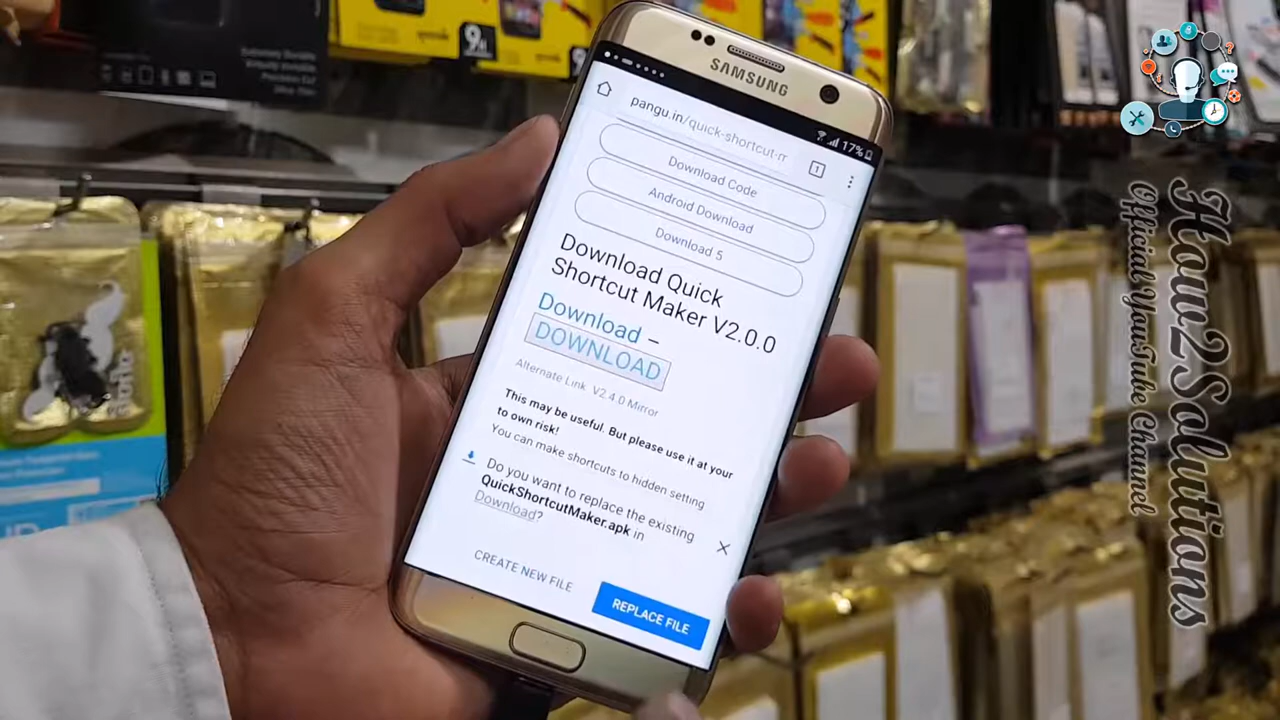 SAMSUNG
17%
pangu.in/quick-shortcut-m
1
Download Code
Android Download
Download 5
Download Quick
Shortcut Maker V2.0.0
Download –
DOWNLOAD
Alternate Link V2.4.0 Mirror
This may be useful. But please use it at your
to own risk!
You can make shortcuts to hidden setting
Do you want to replace the existing
QuickShortcutMaker.apk in
Download?
CREATE NEW FILE
REPLACE FILE
How2Solutions
Official YouTube Channel